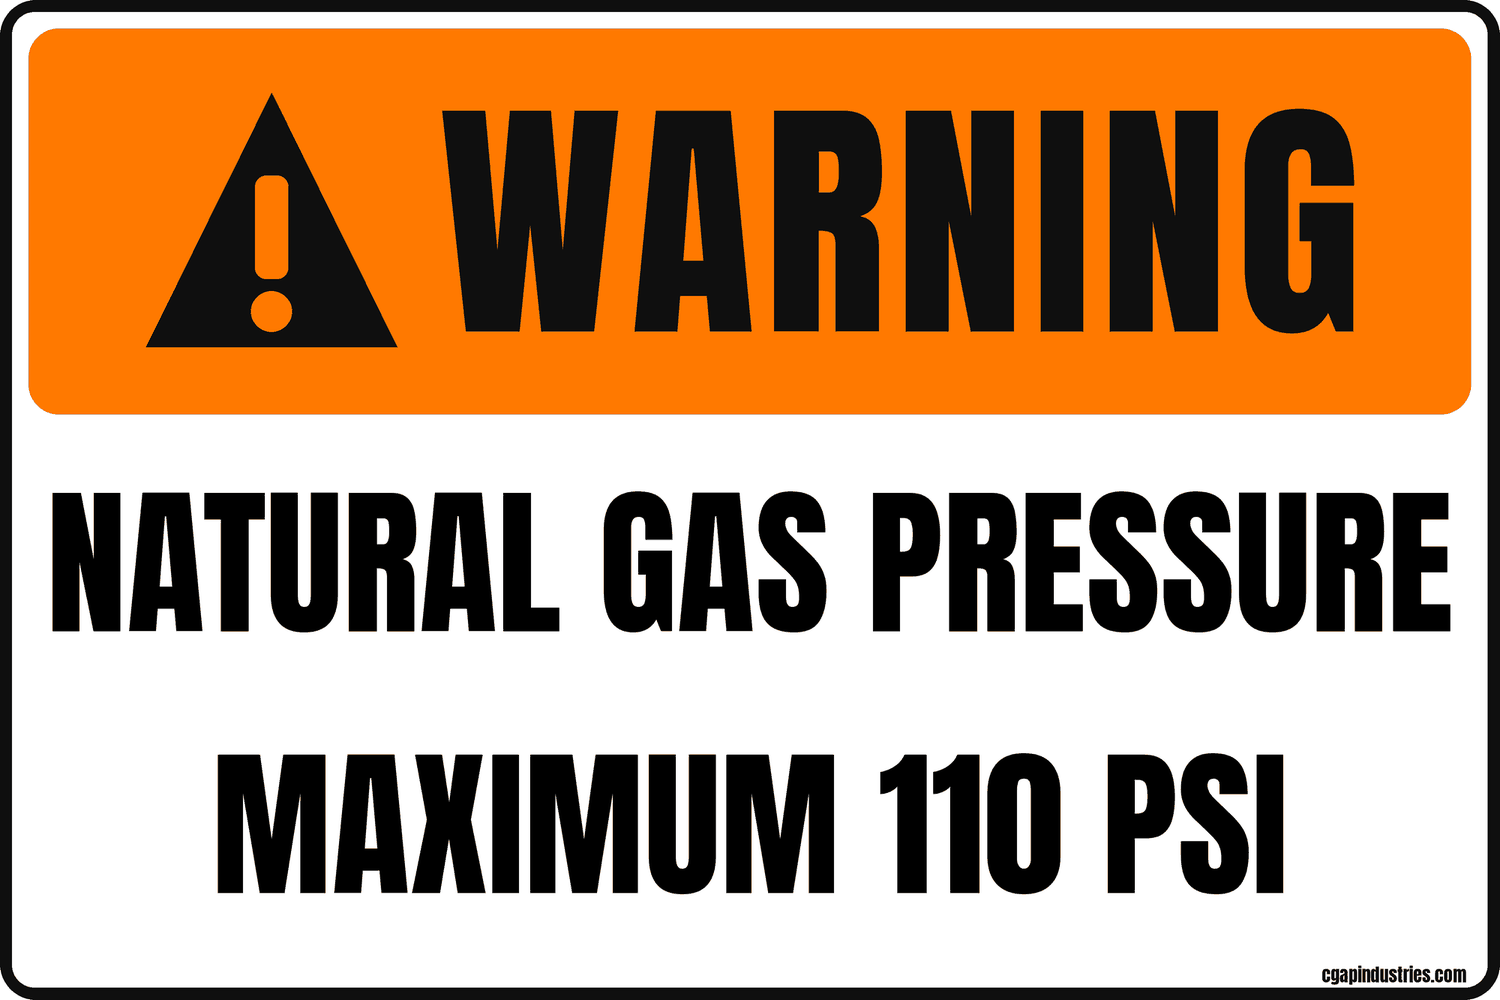 WARNING
NATURAL GAS PRESSURE
MAXIMUM 110 PSI
cgapindustries.com